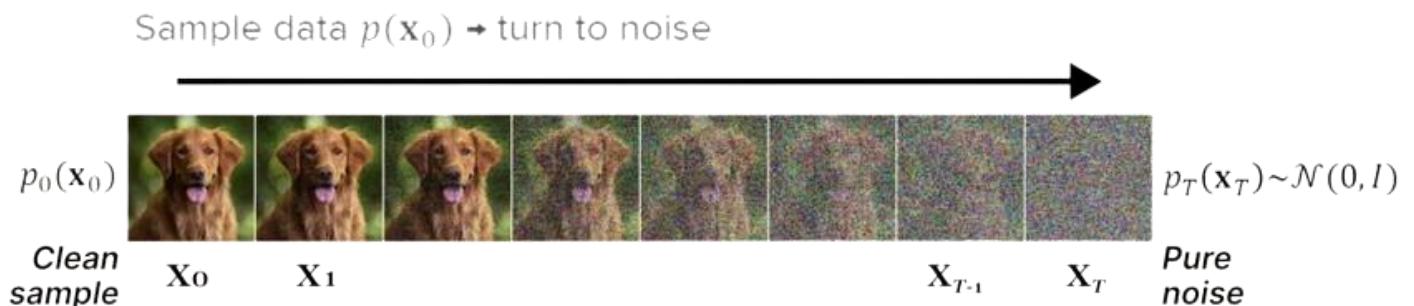 Sample data p(x₀) → turn to noise
p₀(x₀)
p_T(x_T)~𝒩(0, I)
Clean
sample
X0
X1
X_{T-1}
X_T
Pure
noise